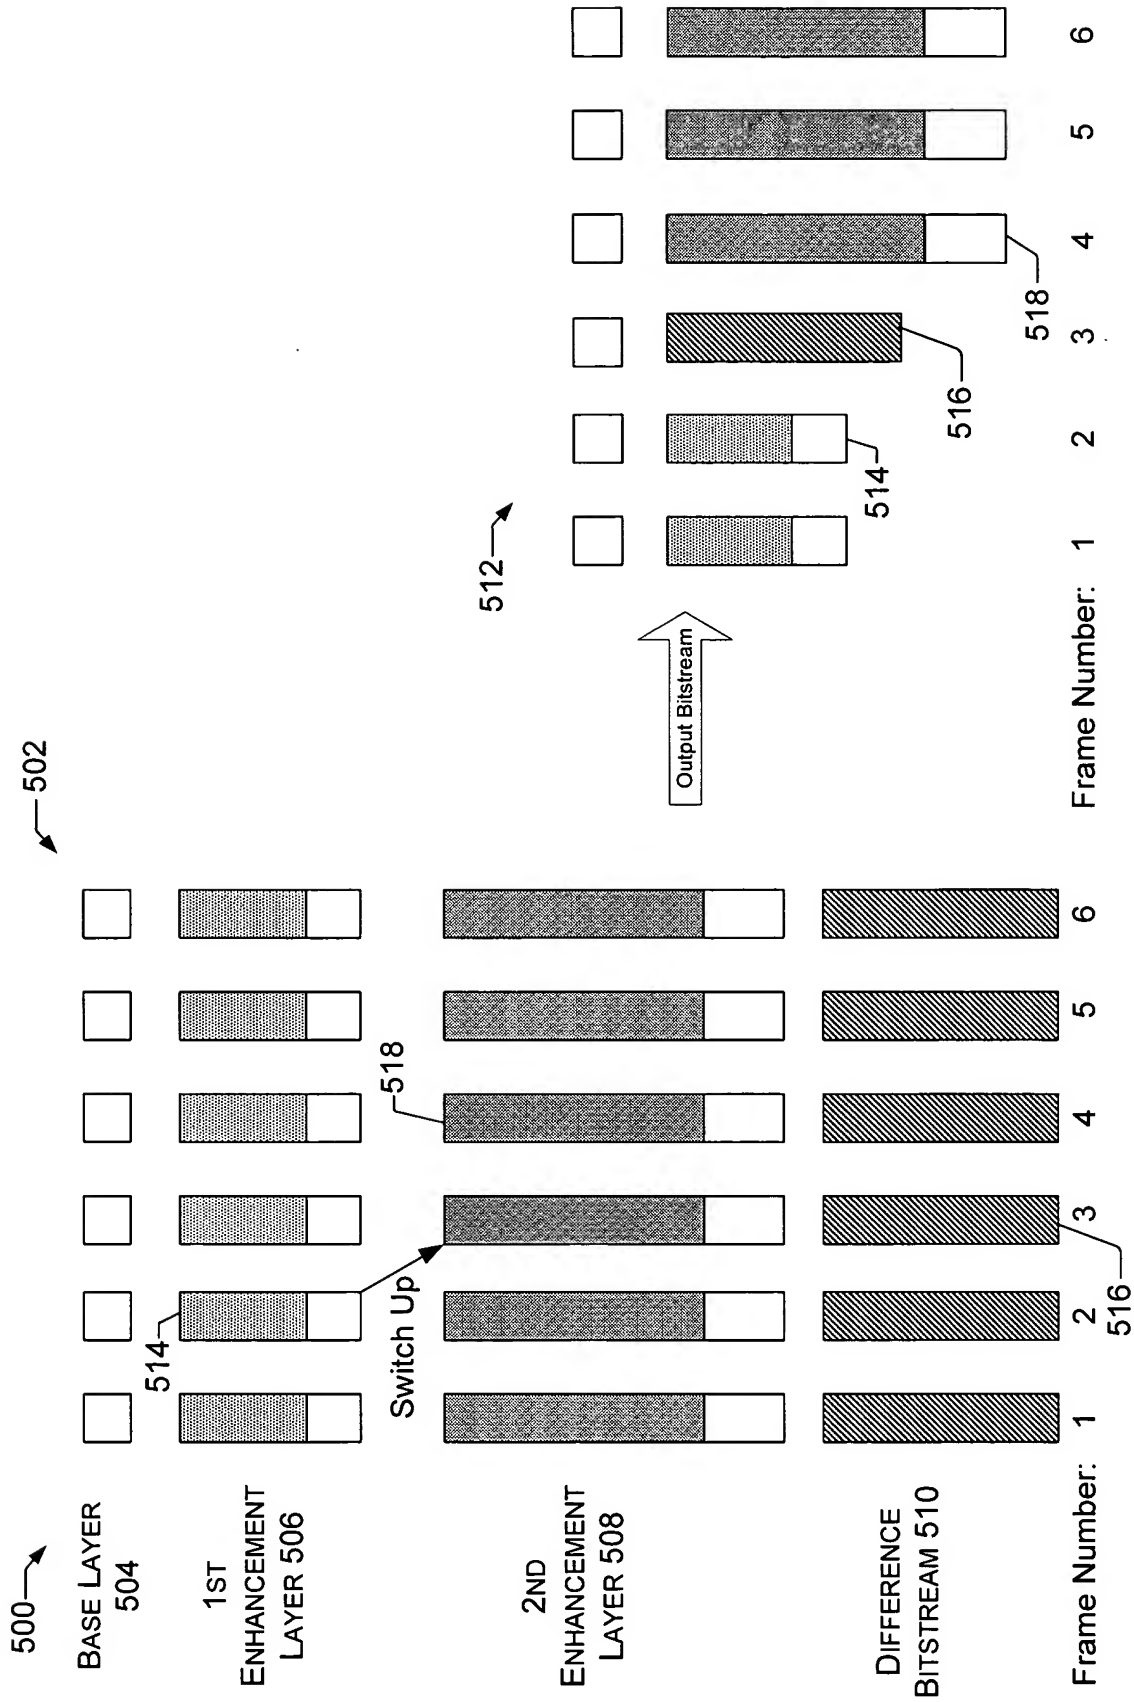 500
502
BASE LAYER
504
1ST
ENHANCEMENT
LAYER 506
514
Switch Up
518
2ND
ENHANCEMENT
LAYER 508
DIFFERENCE
BITSTREAM 510
516
Frame Number: 1 2 3 4 5 6
Output Bitstream
512
514
516
518
Frame Number: 1 2 3 4 5 6